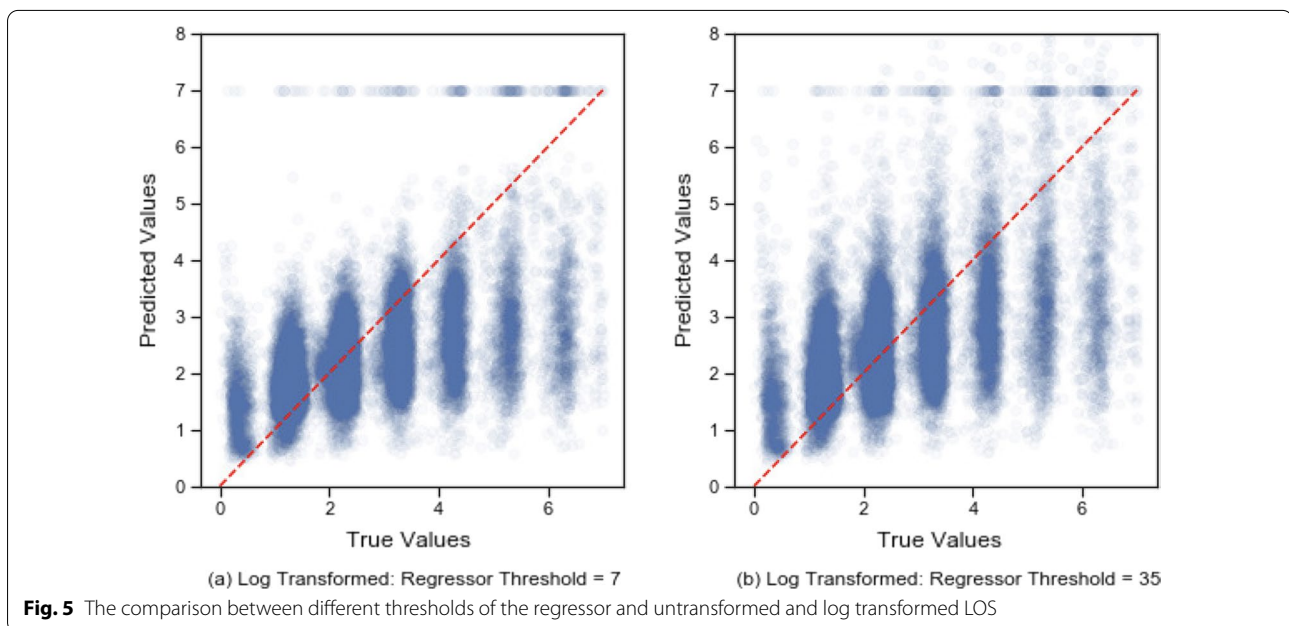 8
7
6
5
4
3
2
1
0
Predicted Values
0 2 4 6
True Values
(a) Log Transformed: Regressor Threshold = 7
8
7
6
5
4
3
2
1
0
Predicted Values
0 2 4 6
True Values
(b) Log Transformed: Regressor Threshold = 35
Fig. 5 The comparison between different thresholds of the regressor and untransformed and log transformed LOS